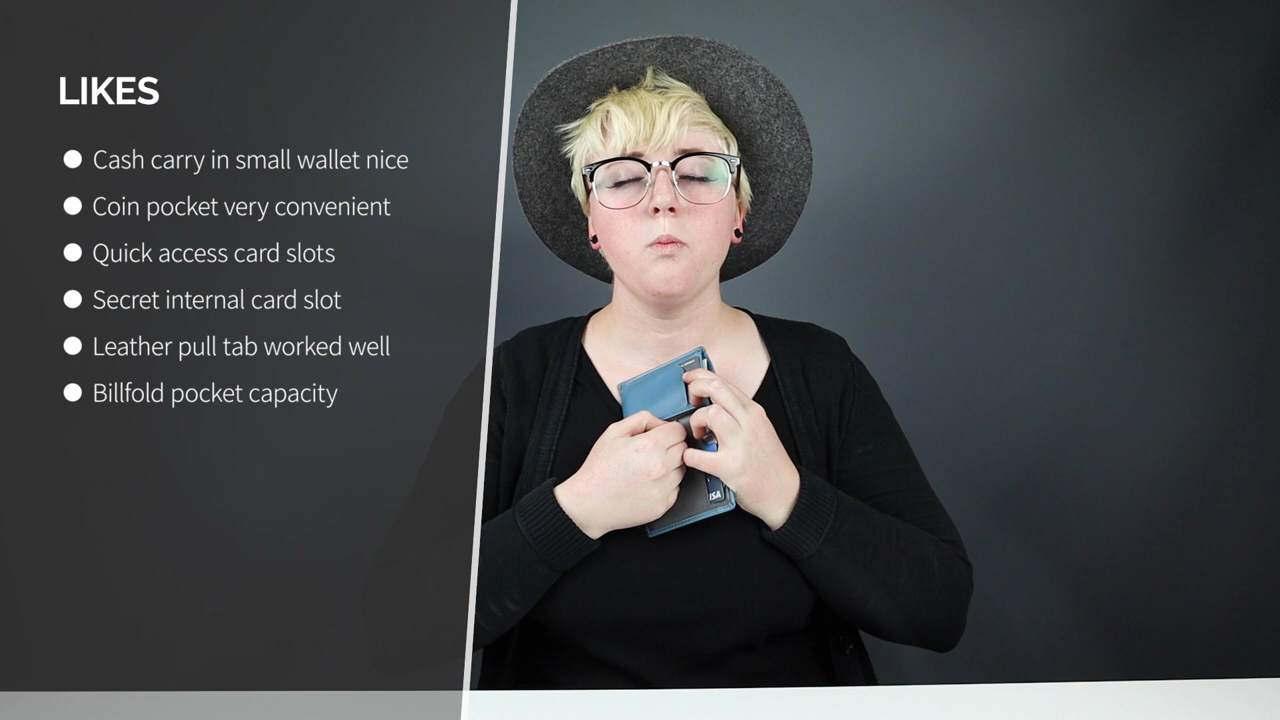 LIKES
Cash carry in small wallet nice
Coin pocket very convenient
Quick access card slots
Secret internal card slot
Leather pull tab worked well
Billfold pocket capacity
ISA